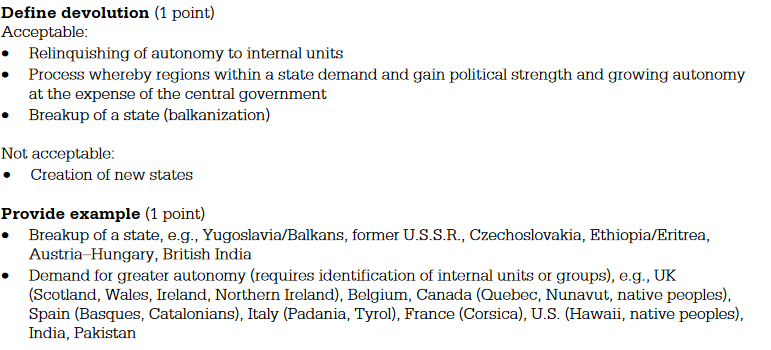 Define devolution (1 point)
Acceptable:
• Relinquishing of autonomy to internal units
• Process whereby regions within a state demand and gain political strength and growing autonomy
at the expense of the central government
• Breakup of a state (balkanization)
Not acceptable:
• Creation of new states
Provide example (1 point)
• Breakup of a state, e.g., Yugoslavia/Balkans, former U.S.S.R., Czechoslovakia, Ethiopia/Eritrea,
Austria–Hungary, British India
• Demand for greater autonomy (requires identification of internal units or groups), e.g., UK
(Scotland, Wales, Ireland, Northern Ireland), Belgium, Canada (Quebec, Nunavut, native peoples),
Spain (Basques, Catalonians), Italy (Padania, Tyrol), France (Corsica), U.S. (Hawaii, native peoples),
India, Pakistan